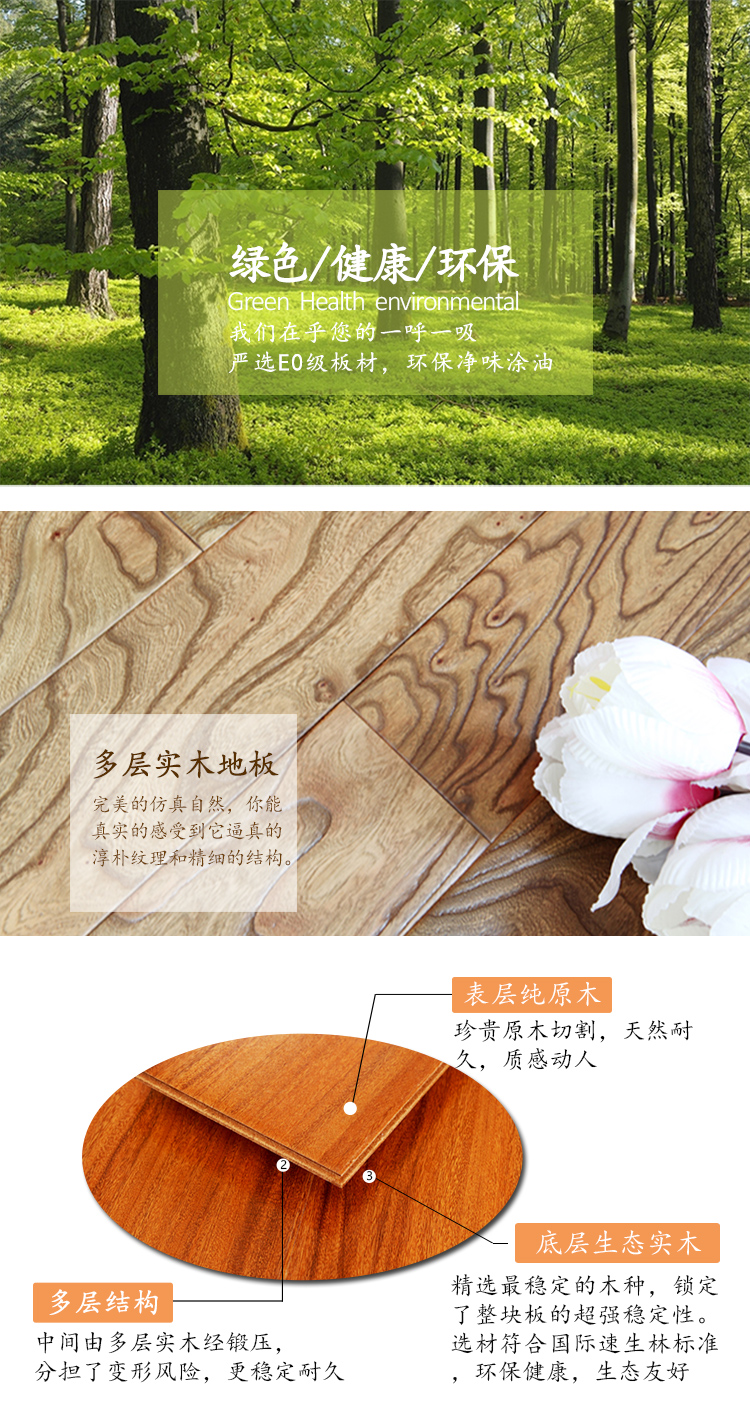 绿色/健康/环保
Green Health environmental
我们在乎您的一呼一吸
严选E0级板材，环保净味涂油
多层实木地板
完美的仿真自然，你能
真实的感受到它逼真的
淳朴纹理和精细的结构。
表层纯原木
珍贵原木切割，天然耐
久，质感动人
2
3
底层生态实木
精选最稳定的木种，锁定
了整块板的超强稳定性。
选材符合国际速生林标准
，环保健康，生态友好
多层结构
中间由多层实木经锻压，
分担了变形风险，更稳定耐久